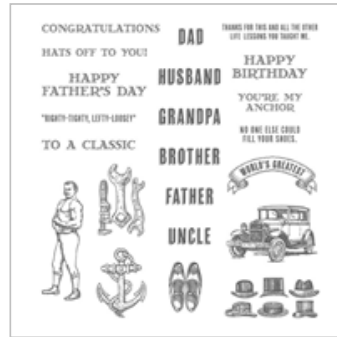 CONGRATULATIONS
HATS OFF TO YOU!
HAPPY
FATHER'S DAY
"RIGHTY-TIGHTY, LEFTY-LOOSEY"
TO A CLASSIC
DAD
HUSBAND
GRANDPA
BROTHER
FATHER
UNCLE
THANKS FOR THIS AND ALL THE OTHER
LIFE LESSONS YOU TAUGHT ME.
HAPPY
BIRTHDAY
YOU'RE MY
ANCHOR
NO ONE ELSE COULD
FILL YOUR SHOES.
WORLD'S GREATEST